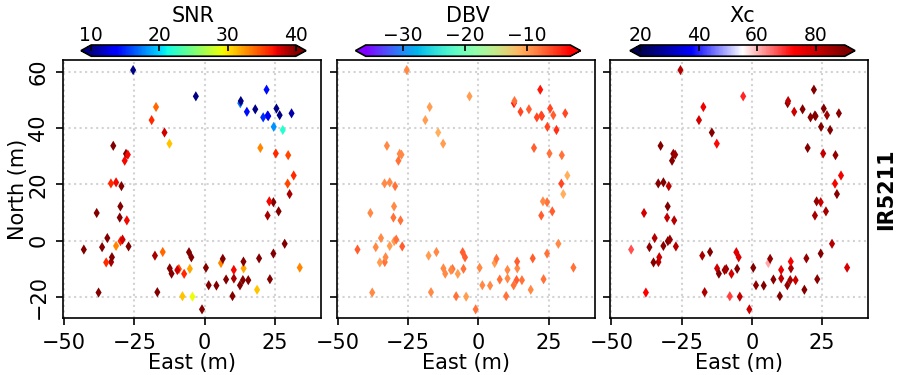 SNR DBV Xc
10 20 30 40 −30 −20 −10 20 40 60 80
60
40
20
0
−20
North (m)
IR5211
−50 −25 0 25 −50 −25 0 25 −50 −25 0 25
East (m) East (m) East (m)